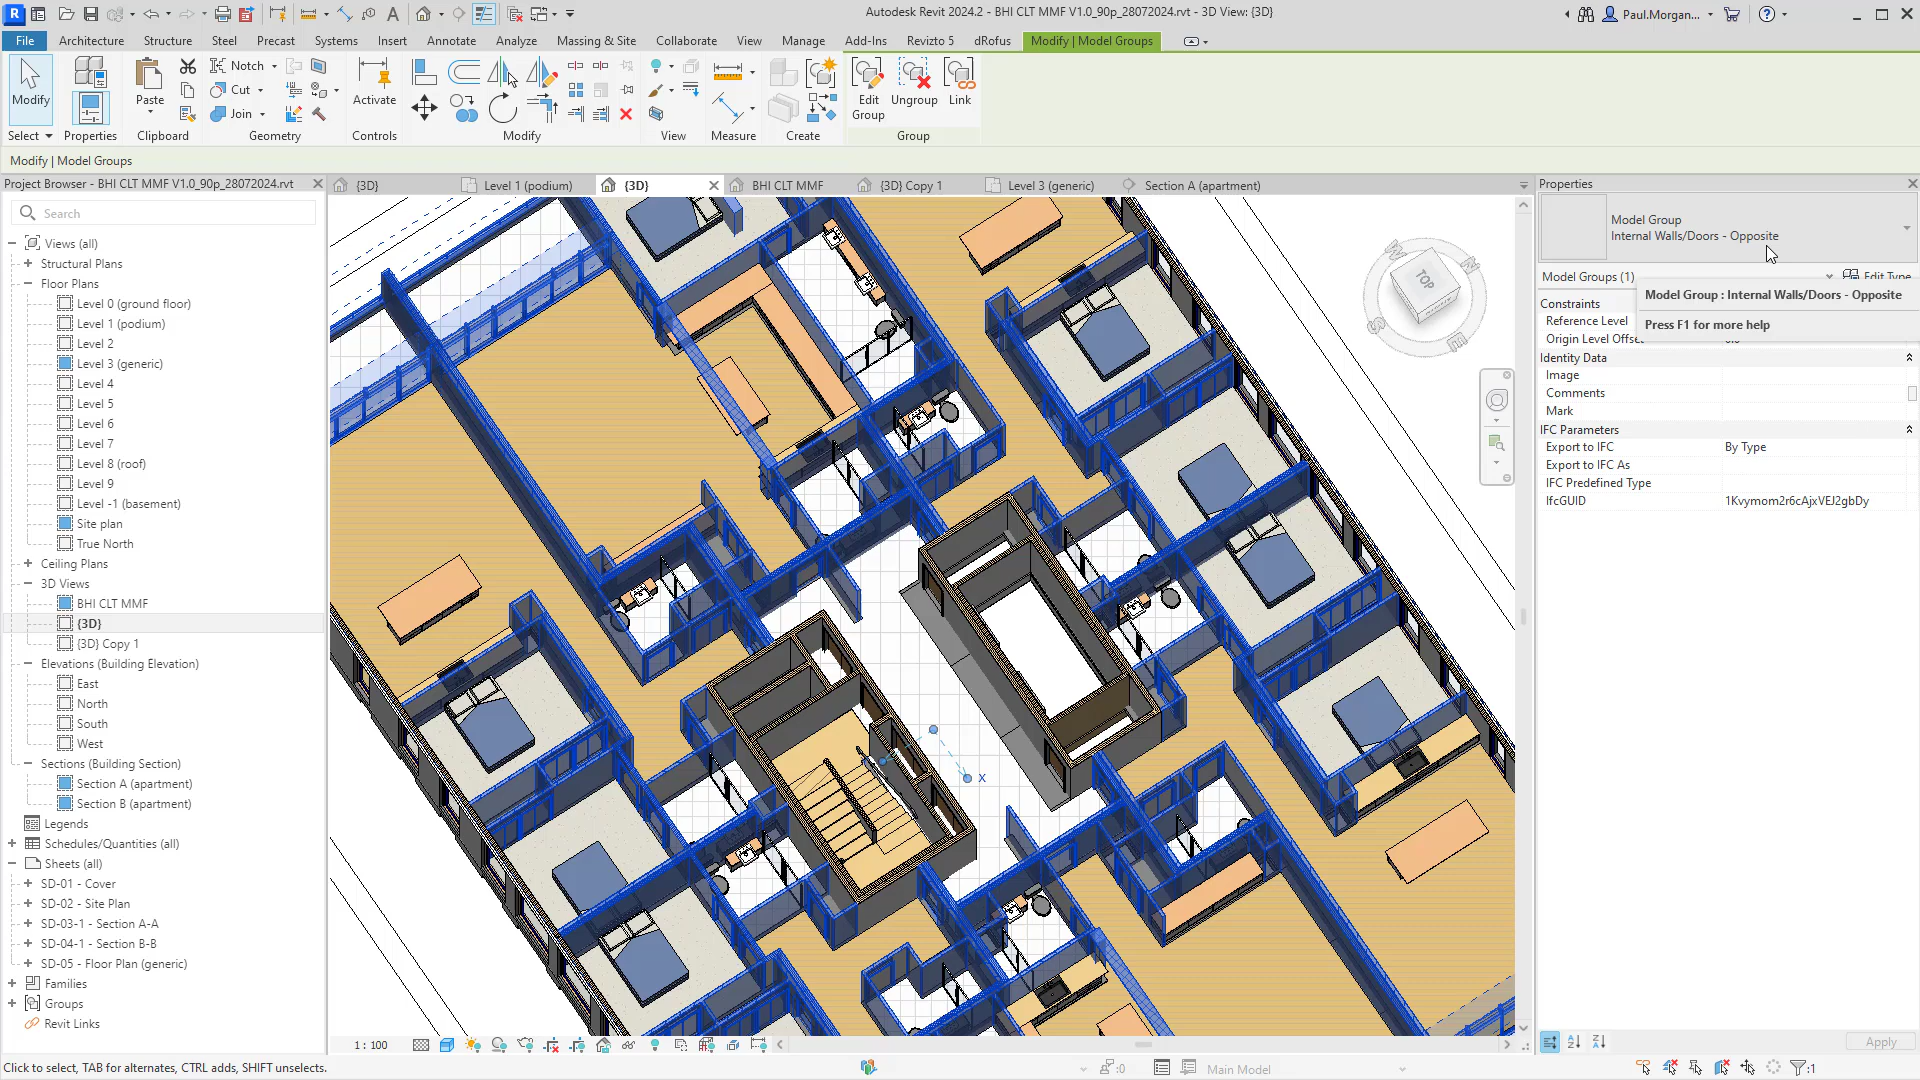 Autodesk Revit 2024.2 - BHI CLT MMF V1.0_90p_28072024.rvt - 3D View: {3D}
Paul.Morgan...
File Architecture Structure Steel Precast Systems Insert Annotate Analyze Massing & Site Collaborate View Manage Add-Ins Revizto 5 dRofus Modify | Model Groups
Modify
Select
Properties
Paste
Clipboard
Notch
Cut
Join
Geometry
Activate
Controls
Modify
View
Measure
Create
Edit Group
Ungroup
Link
Group
Modify | Model Groups
Project Browser - BHI CLT MMF V1.0_90p_28072024.rvt
Search
Views (all)
Structural Plans
Floor Plans
Level 0 (ground floor)
Level 1 (podium)
Level 2
Level 3 (generic)
Level 4
Level 5
Level 6
Level 7
Level 8 (roof)
Level 9
Level -1 (basement)
Site plan
True North
Ceiling Plans
3D Views
BHI CLT MMF
{3D}
{3D} Copy 1
Elevations (Building Elevation)
East
North
South
West
Sections (Building Section)
Section A (apartment)
Section B (apartment)
Legends
Schedules/Quantities (all)
Sheets (all)
SD-01 - Cover
SD-02 - Site Plan
SD-03-1 - Section A-A
SD-04-1 - Section B-B
SD-05 - Floor Plan (generic)
Families
Groups
Revit Links
{3D} Level 1 (podium) {3D} BHI CLT MMF {3D} Copy 1 Level 3 (generic) Section A (apartment)
TOP
N
W
S
E
X
1 : 100
Properties
Model Group
Internal Walls/Doors - Opposite
Model Groups (1) Edit Type
Model Group : Internal Walls/Doors - Opposite
Press F1 for more help
Constraints
Reference Level
Origin Level Offset
Identity Data
Image
Comments
Mark
IFC Parameters
Export to IFC By Type
Export to IFC As
IFC Predefined Type
IfcGUID 1Kvymom2r6cAjxVEJ2gbDy
Apply
Click to select, TAB for alternates, CTRL adds, SHIFT unselects.
:0
Main Model
:1